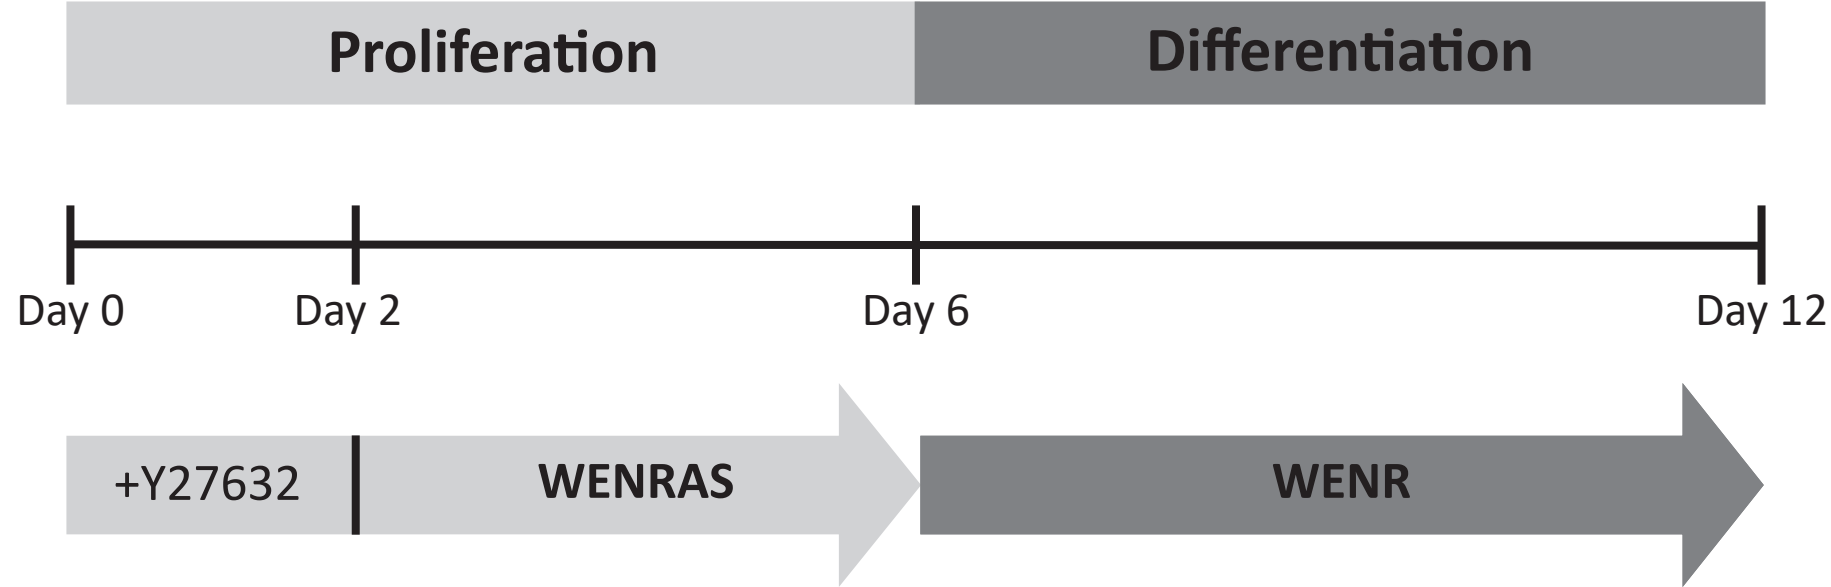 Proliferation Differentiation
Day 0 Day 2 Day 6 Day 12
+Y27632 WENRAS WENR